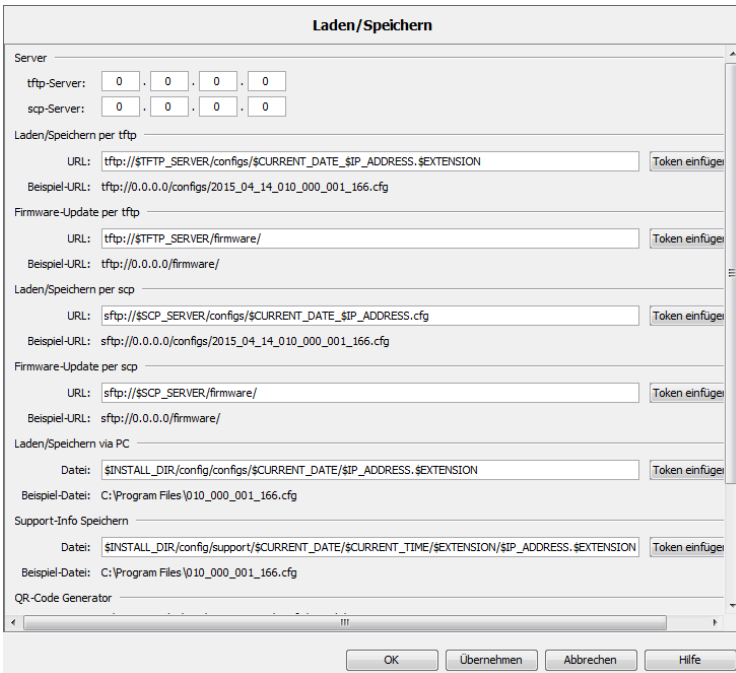 Laden/Speichern
Server
tftp-Server: 0 . 0 . 0 . 0
scp-Server: 0 . 0 . 0 . 0
Laden/Speichern per tftp
URL: tftp://$TFTP_SERVER/configs/$CURRENT_DATE_$IP_ADDRESS.$EXTENSION Token einfüger
Beispiel-URL: tftp://0.0.0.0/configs/2015_04_14_010_000_001_166.cfg
Firmware-Update per tftp
URL: tftp://$TFTP_SERVER/firmware/ Token einfüger
Beispiel-URL: tftp://0.0.0.0/firmware/
Laden/Speichern per scp
URL: sftp://$SCP_SERVER/configs/$CURRENT_DATE_$IP_ADDRESS.cfg Token einfüger
Beispiel-URL: sftp://0.0.0.0/configs/2015_04_14_010_000_001_166.cfg
Firmware-Update per scp
URL: sftp://$SCP_SERVER/firmware/ Token einfüger
Beispiel-URL: sftp://0.0.0.0/firmware/
Laden/Speichern via PC
Datei: $INSTALL_DIR/config/configs/$CURRENT_DATE/$IP_ADDRESS.$EXTENSION Token einfüger
Beispiel-Datei: C:\Program Files\010_000_001_166.cfg
Support-Info Speichern
Datei: $INSTALL_DIR/config/support/$CURRENT_DATE/$CURRENT_TIME/$EXTENSION/$IP_ADDRESS.$EXTENSION Token einfüger
Beispiel-Datei: C:\Program Files\010_000_001_166.cfg
QR-Code Generator
OK Übernehmen Abbrechen Hilfe